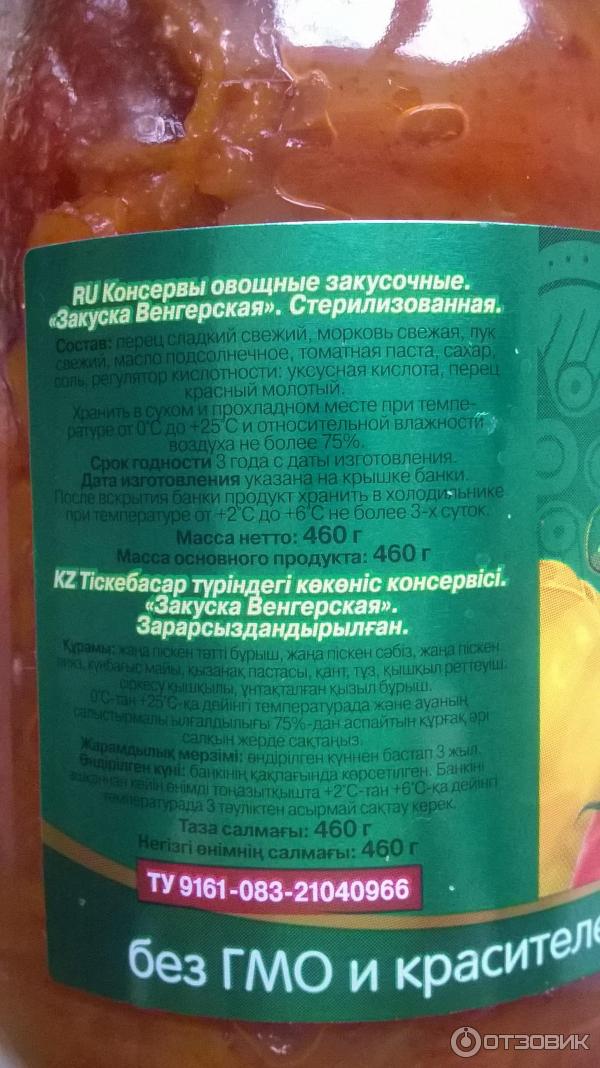 RU Консервы овощные закусочные.
«Закуска Венгерская». Стерилизованная.
Состав: перец сладкий свежий, морковь свежая, лук
свежий, масло подсолнечное, томатная паста, сахар,
соль, регулятор кислотности: уксусная кислота, перец
красный молотый.
Хранить в сухом и прохладном месте при темпе-
ратуре от 0°С до +25°С и относительной влажности
воздуха не более 75%.
Срок годности 3 года с даты изготовления.
Дата изготовления указана на крышке банки.
После вскрытия банки продукт хранить в холодильнике
при температуре от +2°С до +6°С не более 3-х суток.
Масса нетто: 460 г
Масса основного продукта: 460 г
KZ Тіскебасар түріндегі көкөніс консервісі.
«Закуска Венгерская».
Зарарсыздандырылған.
Құрамы: жаңа піскен тәтті бұрыш, жаңа піскен сәбіз, жаңа піскен
пияз, күнбағыс майы, қызанақ пастасы, қант, тұз, қышқыл реттеуіш:
сіркесу қышқылы, ұнтақталған қызыл бұрыш.
0°С-тан +25°С-қа дейінгі температурада және ауаның
салыстырмалы ылғалдылығы 75%-дан аспайтын құрғақ әрі
салқын жерде сақтаңыз.
Жарамдылық мерзімі: өндірілген күннен бастап 3 жыл.
Өндірілген күні: банкінің қақпағында көрсетілген. Банкіні
ашқаннан кейін өнімді тоңазытқышта +2°С-тан +6°С-қа дейінгі
температурада 3 тәуліктен асырмай сақтау керек.
Таза салмағы: 460 г
Негізгі өнімнің салмағы: 460 г
ТУ 9161-083-21040966
без ГМО и красителе
ОТЗОВИК